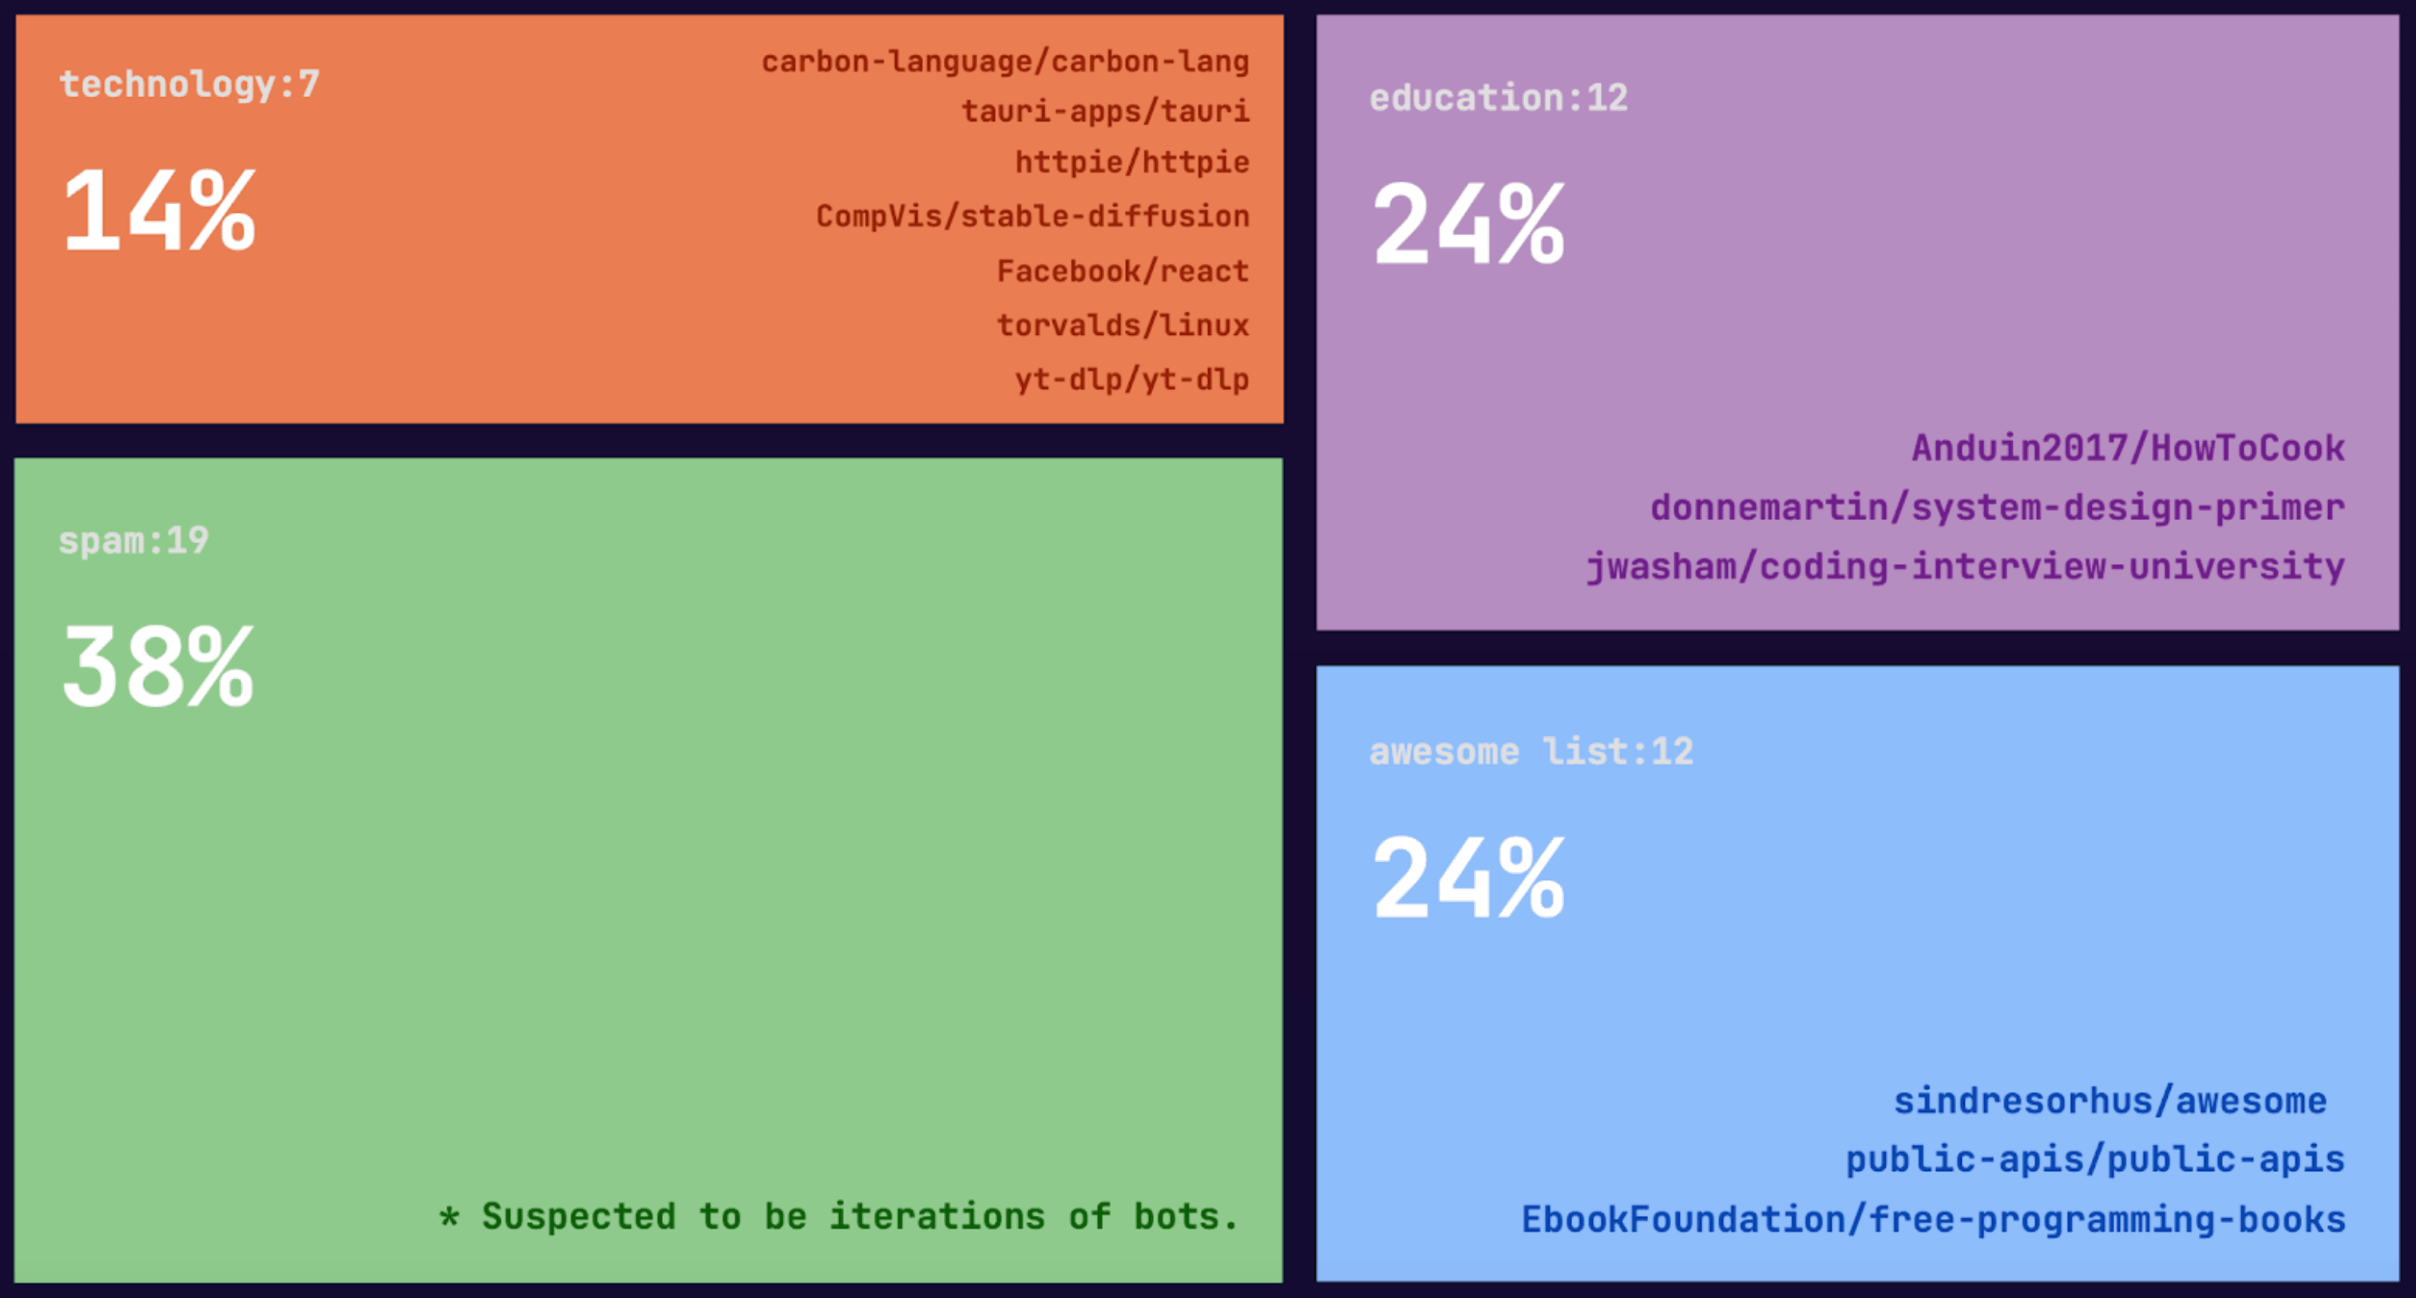 technology:7
14%
carbon-language/carbon-lang
tauri-apps/tauri
httpie/httpie
CompVis/stable-diffusion
Facebook/react
torvalds/linux
yt-dlp/yt-dlp
education:12
24%
Anduin2017/HowToCook
donnemartin/system-design-primer
jwasham/coding-interview-university
spam:19
38%
* Suspected to be iterations of bots.
awesome list:12
24%
sindresorhus/awesome
public-apis/public-apis
EbookFoundation/free-programming-books